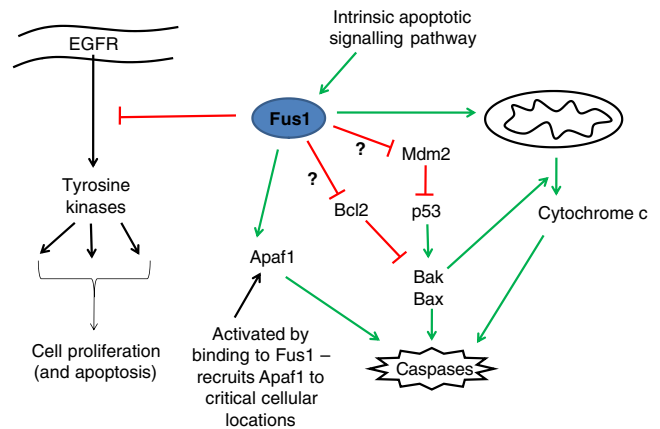 Intrinsic apoptotic
signalling pathway
EGFR
Fus1
?
Mdm2
?
Tyrosine
kinases
Bcl2
p53
Cytochrome c
Apaf1
Bak
Bax
Activated by
binding to Fus1 –
recruits Apaf1 to
critical cellular
locations
Cell proliferation
(and apoptosis)
Caspases